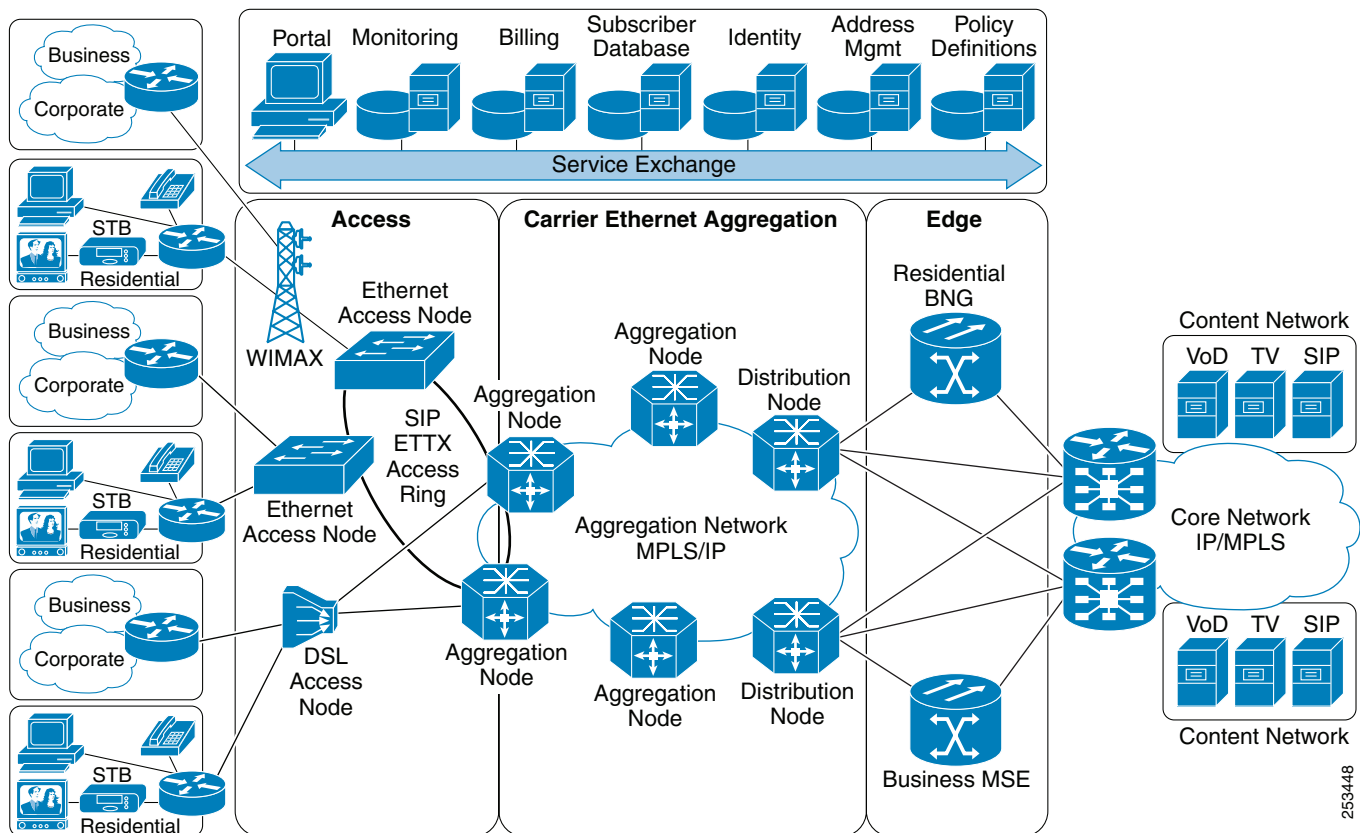 Business
Corporate
STB
Residential
Business
Corporate
STB
Residential
Business
Corporate
STB
Residential
Portal
Monitoring
Billing
Subscriber
Database
Identity
Address
Mgmt
Policy
Definitions
Service Exchange
Access
WIMAX
Ethernet
Access Node
SIP
ETTX
Access
Ring
Ethernet
Access Node
DSL
Access
Node
Carrier Ethernet Aggregation
Aggregation
Node
Aggregation
Node
Distribution
Node
Aggregation Network
MPLS/IP
Aggregation
Node
Aggregation
Node
Distribution
Node
Edge
Residential
BNG
Business MSE
Content Network
VoD
TV
SIP
Core Network
IP/MPLS
VoD
TV
SIP
Content Network
253448